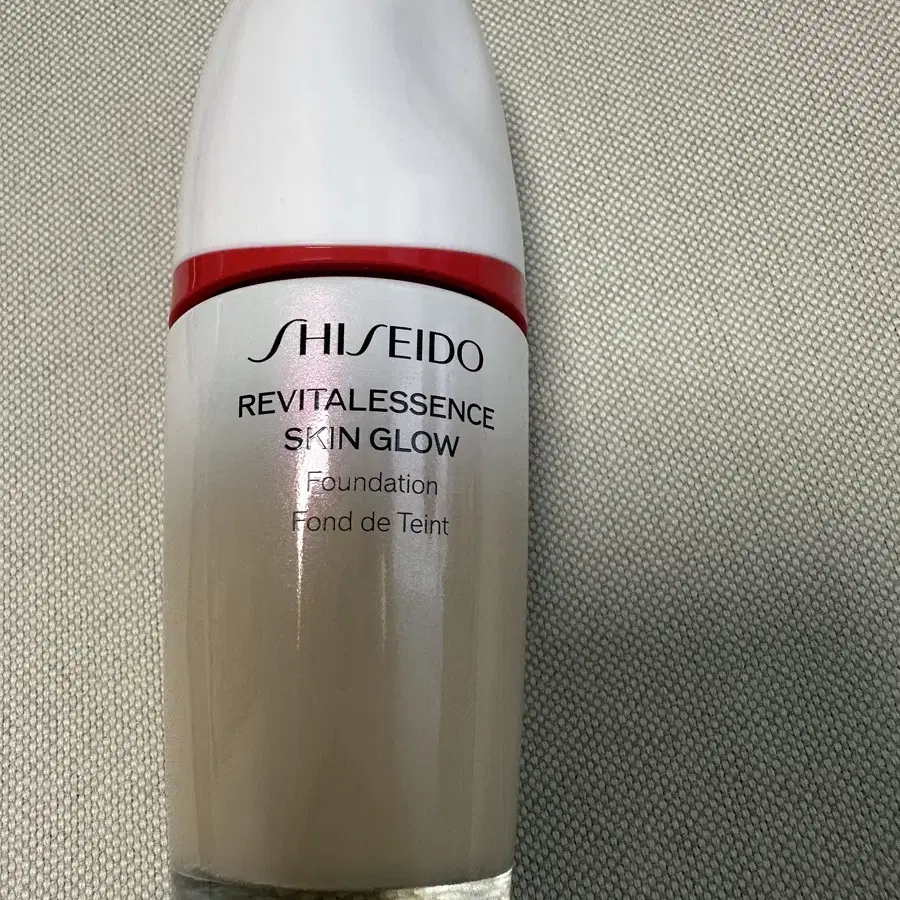 SHISEIDO
REVITALESSENCE
SKIN GLOW
Foundation
Fond de Teint